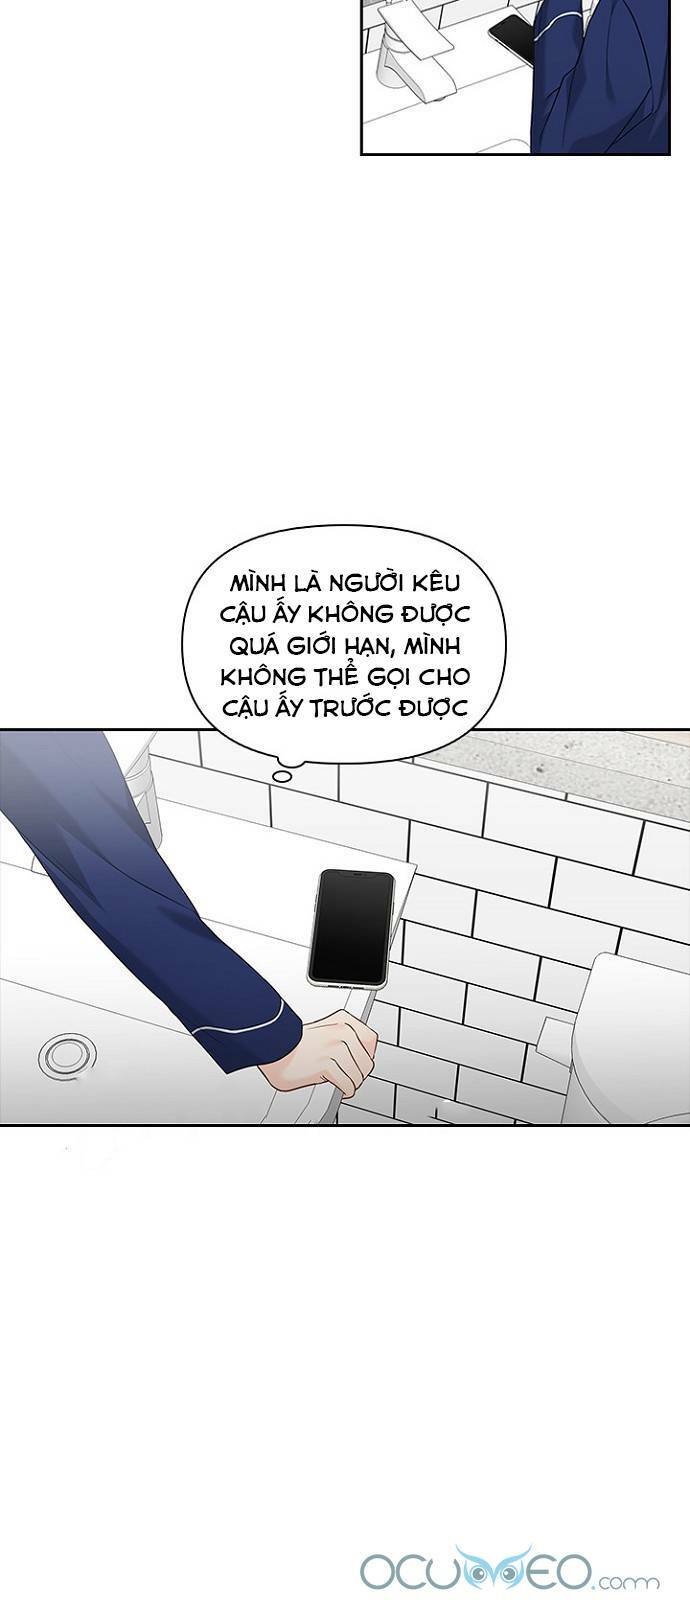 MÌNH LÀ NGƯỜI KÊU
CẬU ẤY KHÔNG ĐƯỢC
QUÁ GIỚI HẠN, MÌNH
KHÔNG THỂ GỌI CHO
CẬU ẤY TRƯỚC ĐƯỢC
OCUMEO.comm